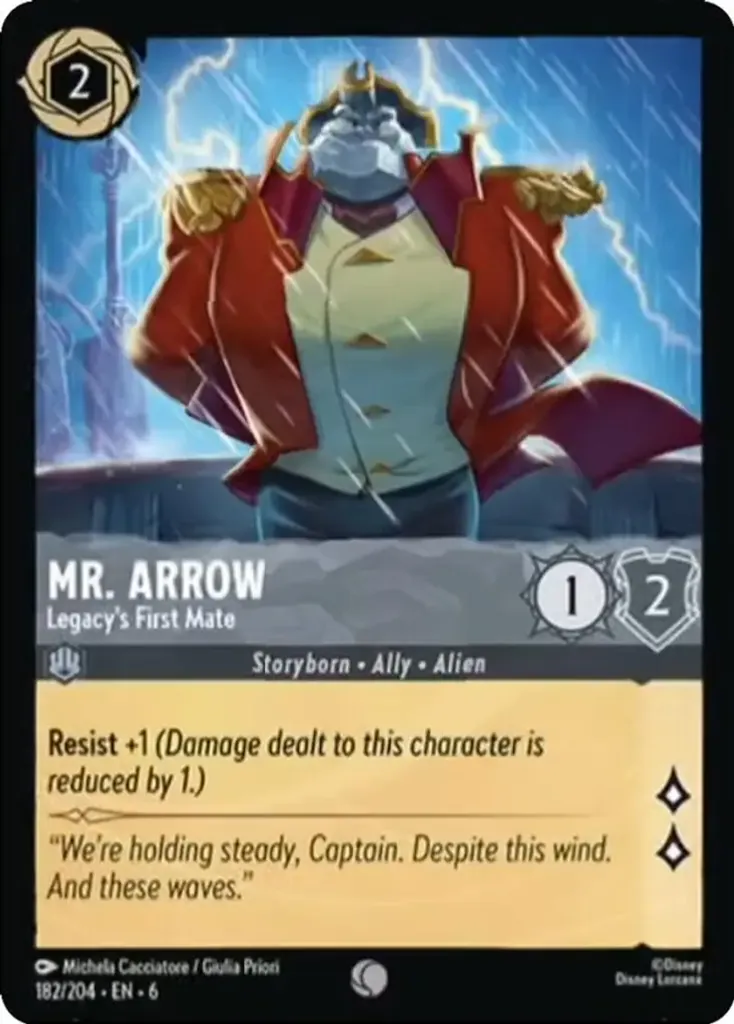 2
MR. ARROW
Legacy's First Mate
1
2
Storyborn • Ally • Alien
Resist +1 (Damage dealt to this character is
reduced by 1.)
"We're holding steady, Captain. Despite this wind.
And these waves."
Michela Cacciatore / Giulia Priori
182/204 • EN • 6
©Disney
Disney Lorcana